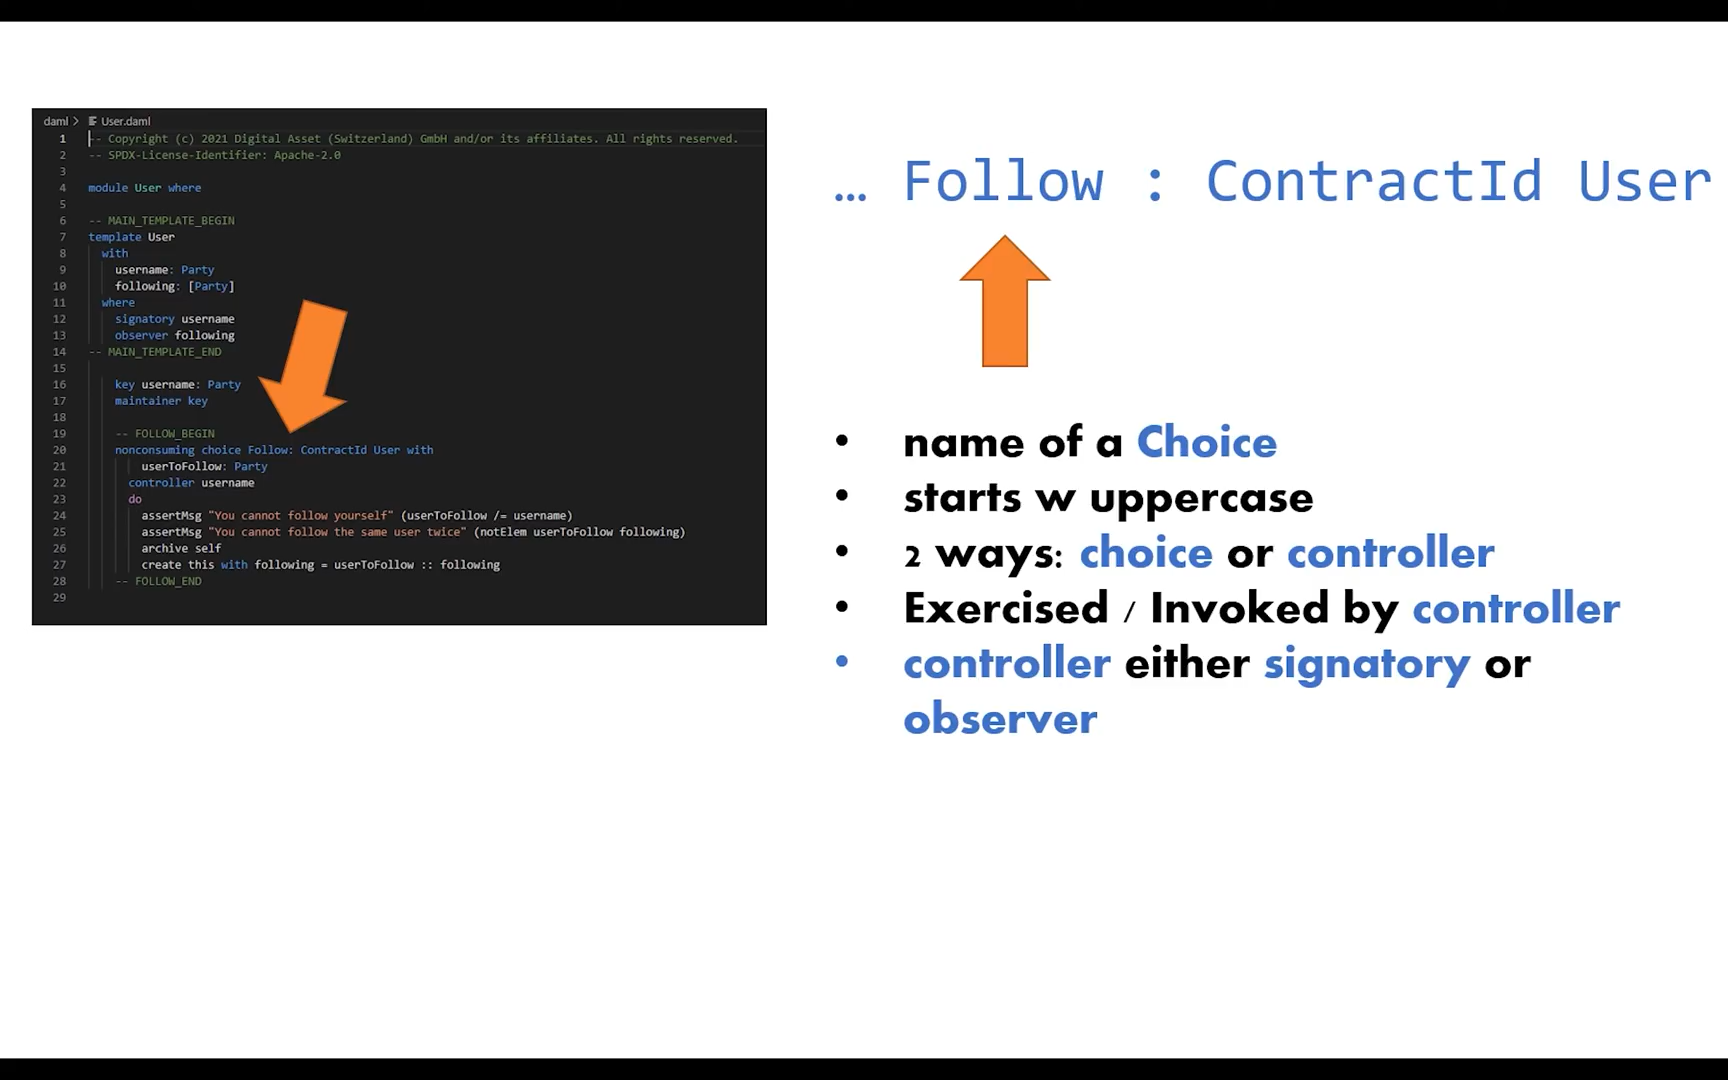 daml > User.daml
1 -- Copyright (c) 2021 Digital Asset (Switzerland) GmbH and/or its affiliates. All rights reserved.
2 -- SPDX-License-Identifier: Apache-2.0
3
4 module User where
5
6 -- MAIN_TEMPLATE_BEGIN
7 template User
8 with
9 username: Party
10 following: [Party]
11 where
12 signatory username
13 observer following
14 -- MAIN_TEMPLATE_END
15
16 key username: Party
17 maintainer key
18
19 -- FOLLOW_BEGIN
20 nonconsuming choice Follow: ContractId User with
21 userToFollow: Party
22 controller username
23 do
24 assertMsg "You cannot follow yourself" (userToFollow /= username)
25 assertMsg "You cannot follow the same user twice" (notElem userToFollow following)
26 archive self
27 create this with following = userToFollow :: following
28 -- FOLLOW_END
29
… Follow : ContractId User
• name of a Choice
• starts w uppercase
• 2 ways: choice or controller
• Exercised / Invoked by controller
• controller either signatory or
observer